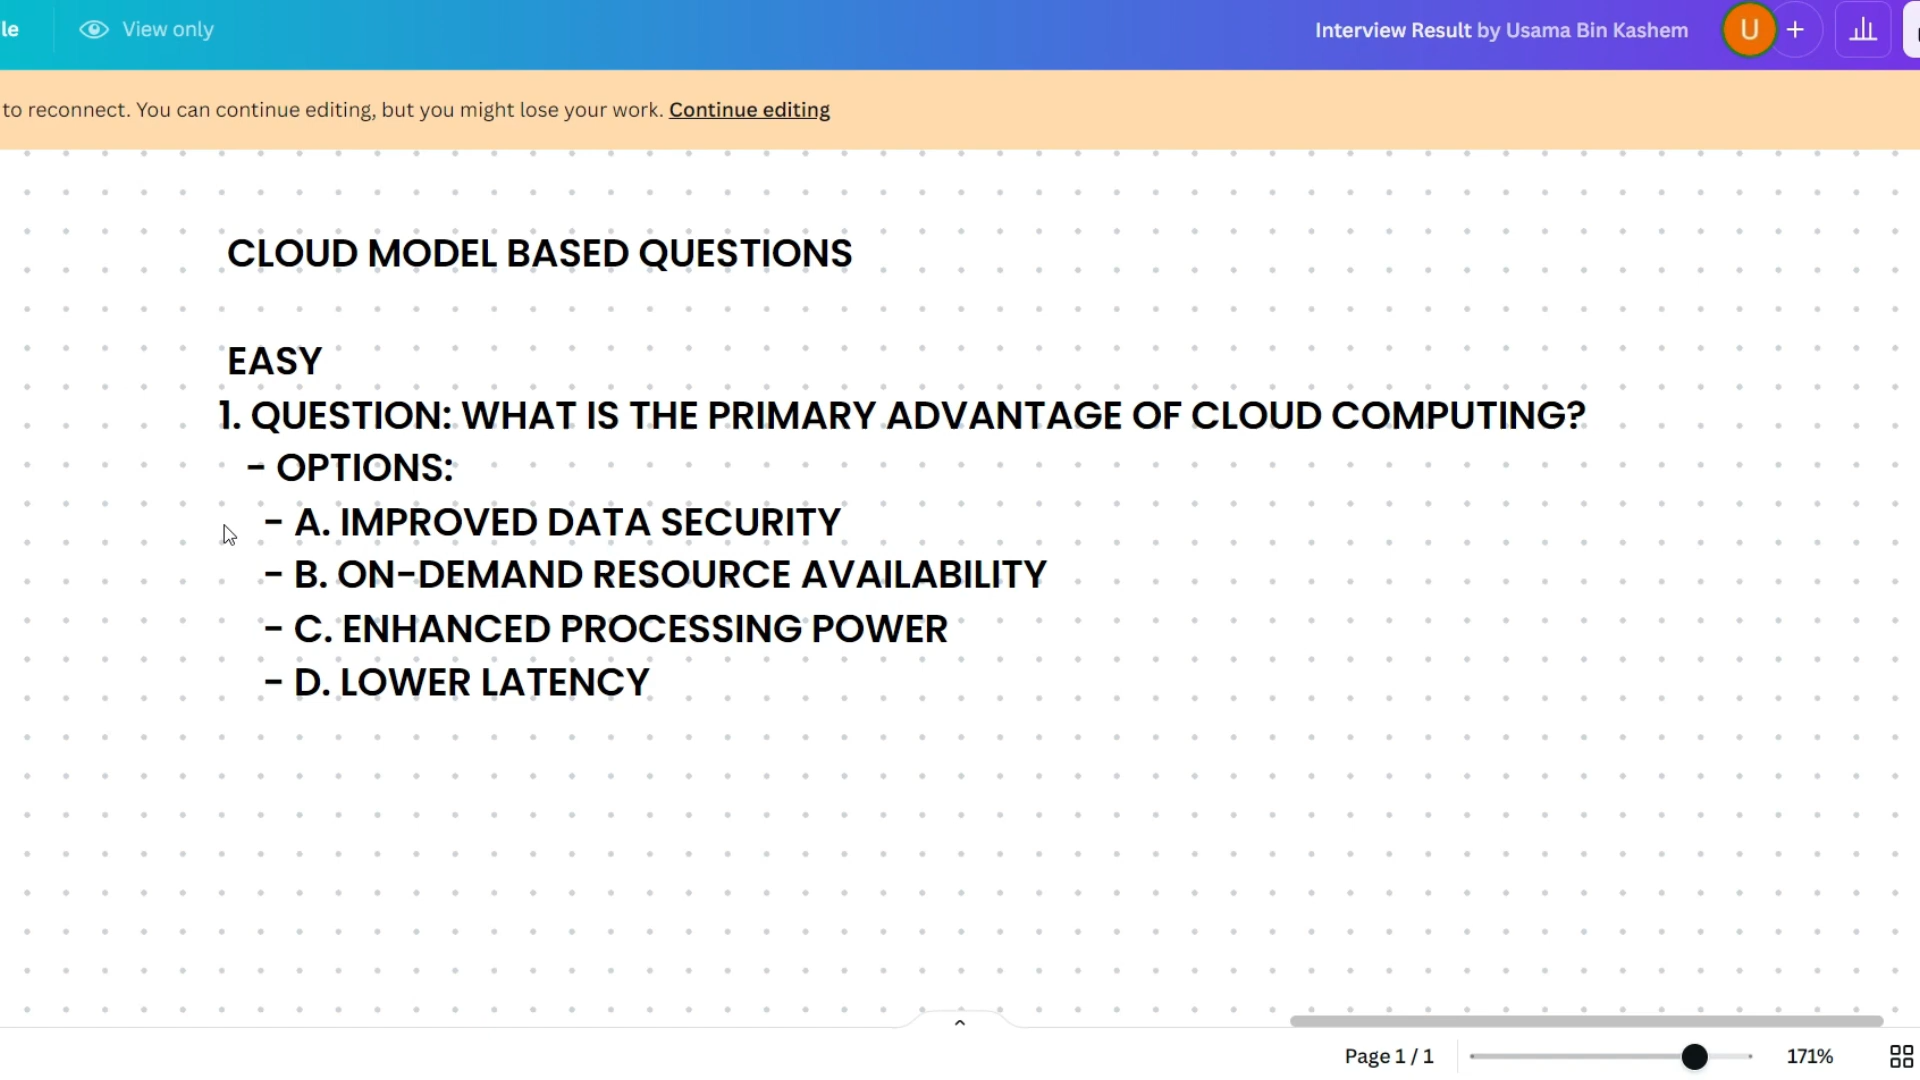 le View only Interview Result by Usama Bin Kashem U +
to reconnect. You can continue editing, but you might lose your work. Continue editing
CLOUD MODEL BASED QUESTIONS
EASY
1. QUESTION: WHAT IS THE PRIMARY ADVANTAGE OF CLOUD COMPUTING?
- OPTIONS:
- A. IMPROVED DATA SECURITY
- B. ON-DEMAND RESOURCE AVAILABILITY
- C. ENHANCED PROCESSING POWER
- D. LOWER LATENCY
Page 1 / 1 171%